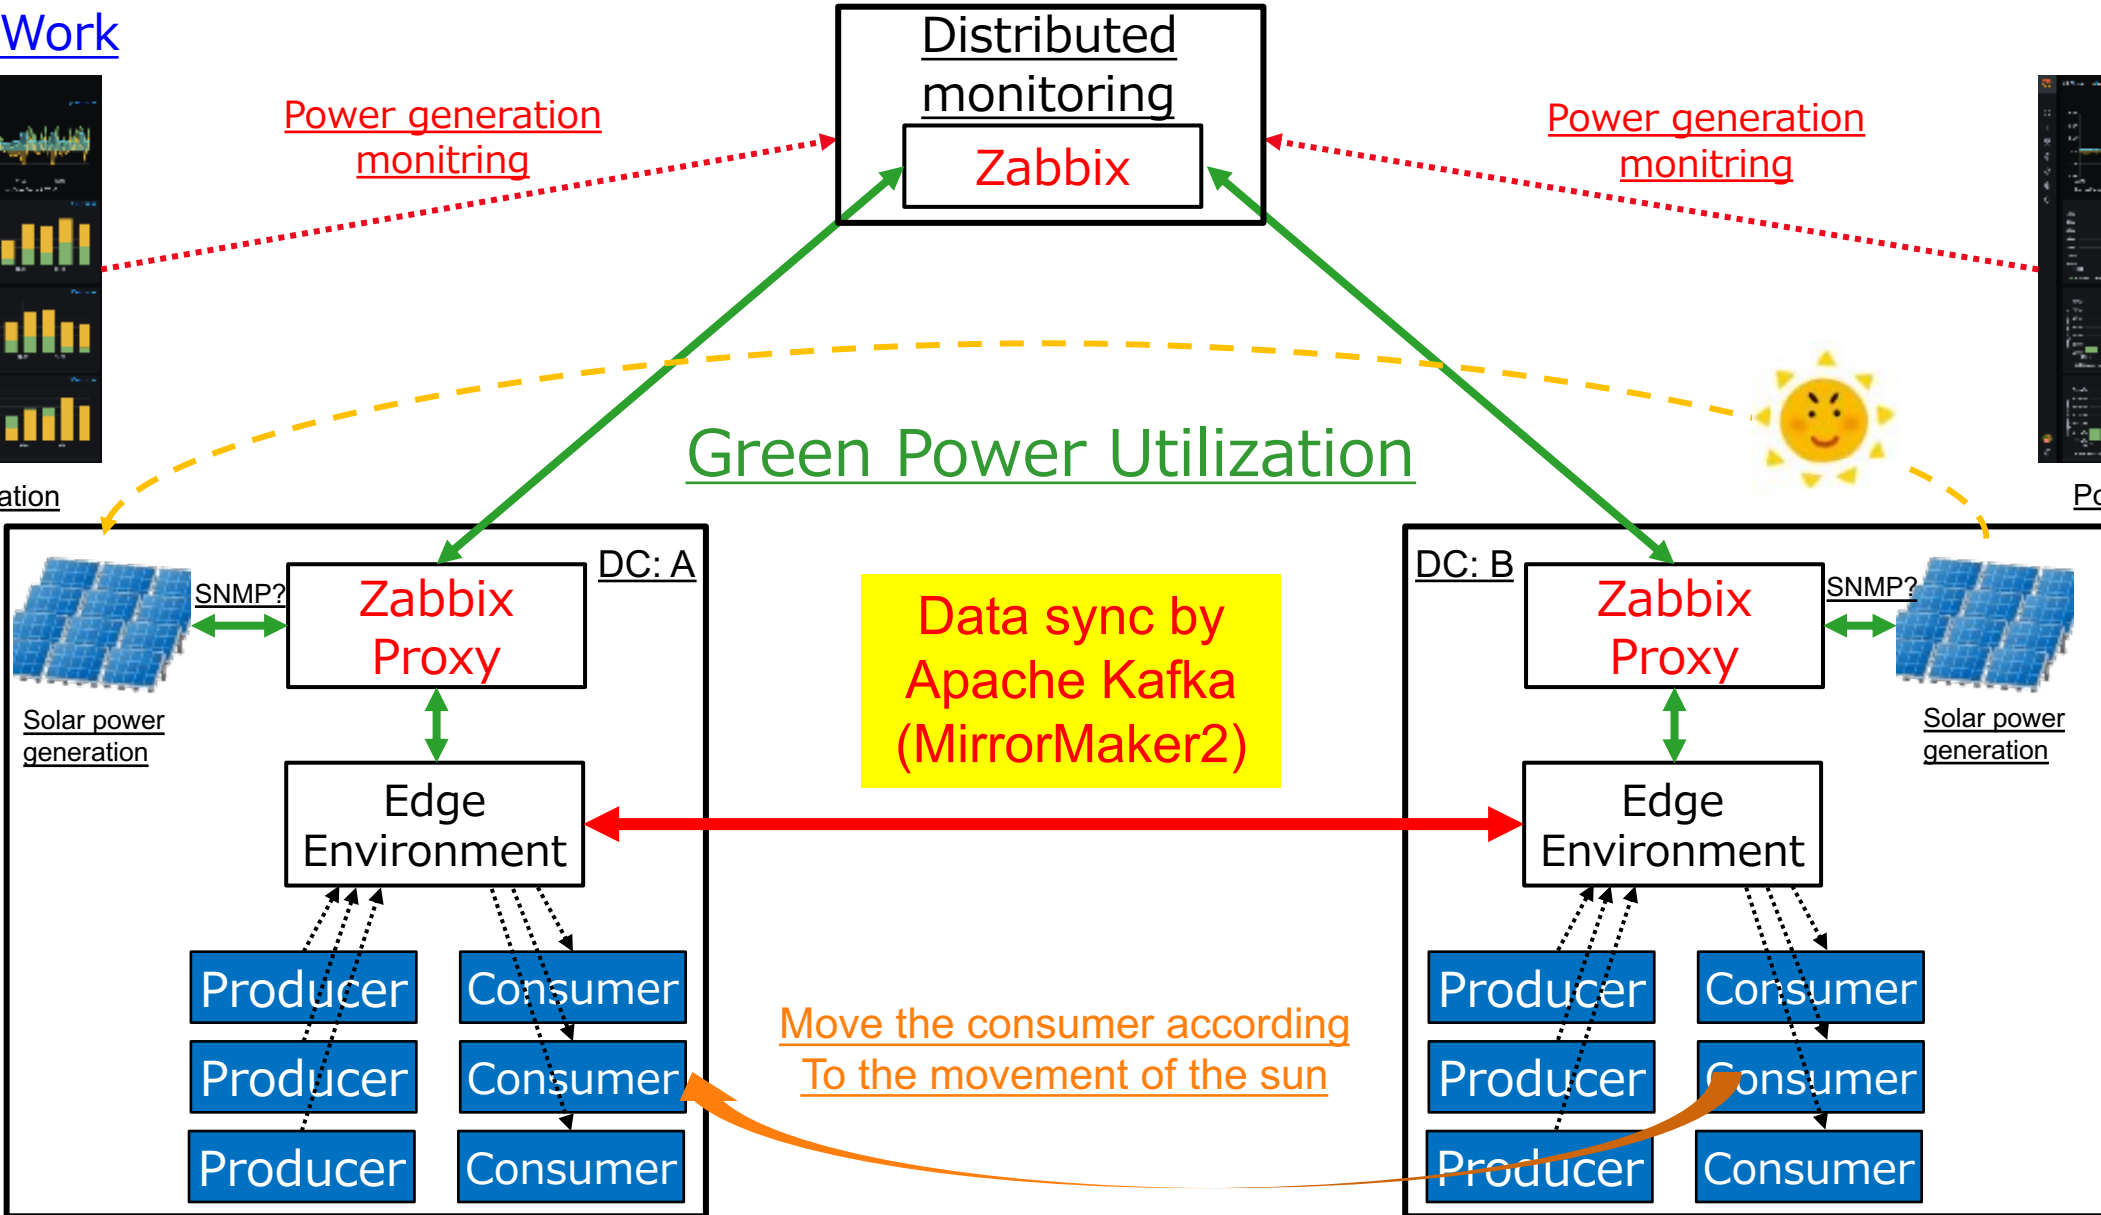 Work
Distributed
monitoring
Zabbix
Power generation
monitring
Power generation
monitring
Green Power Utilization
ation
Po
DC: A
SNMP?
Zabbix
Proxy
Solar power
generation
Edge
Environment
Producer
Consumer
Producer
Consumer
Producer
Consumer
Data sync by
Apache Kafka
(MirrorMaker2)
Move the consumer according
To the movement of the sun
DC: B
Zabbix
Proxy
SNMP?
Solar power
generation
Edge
Environment
Producer
Consumer
Producer
Consumer
Producer
Consumer